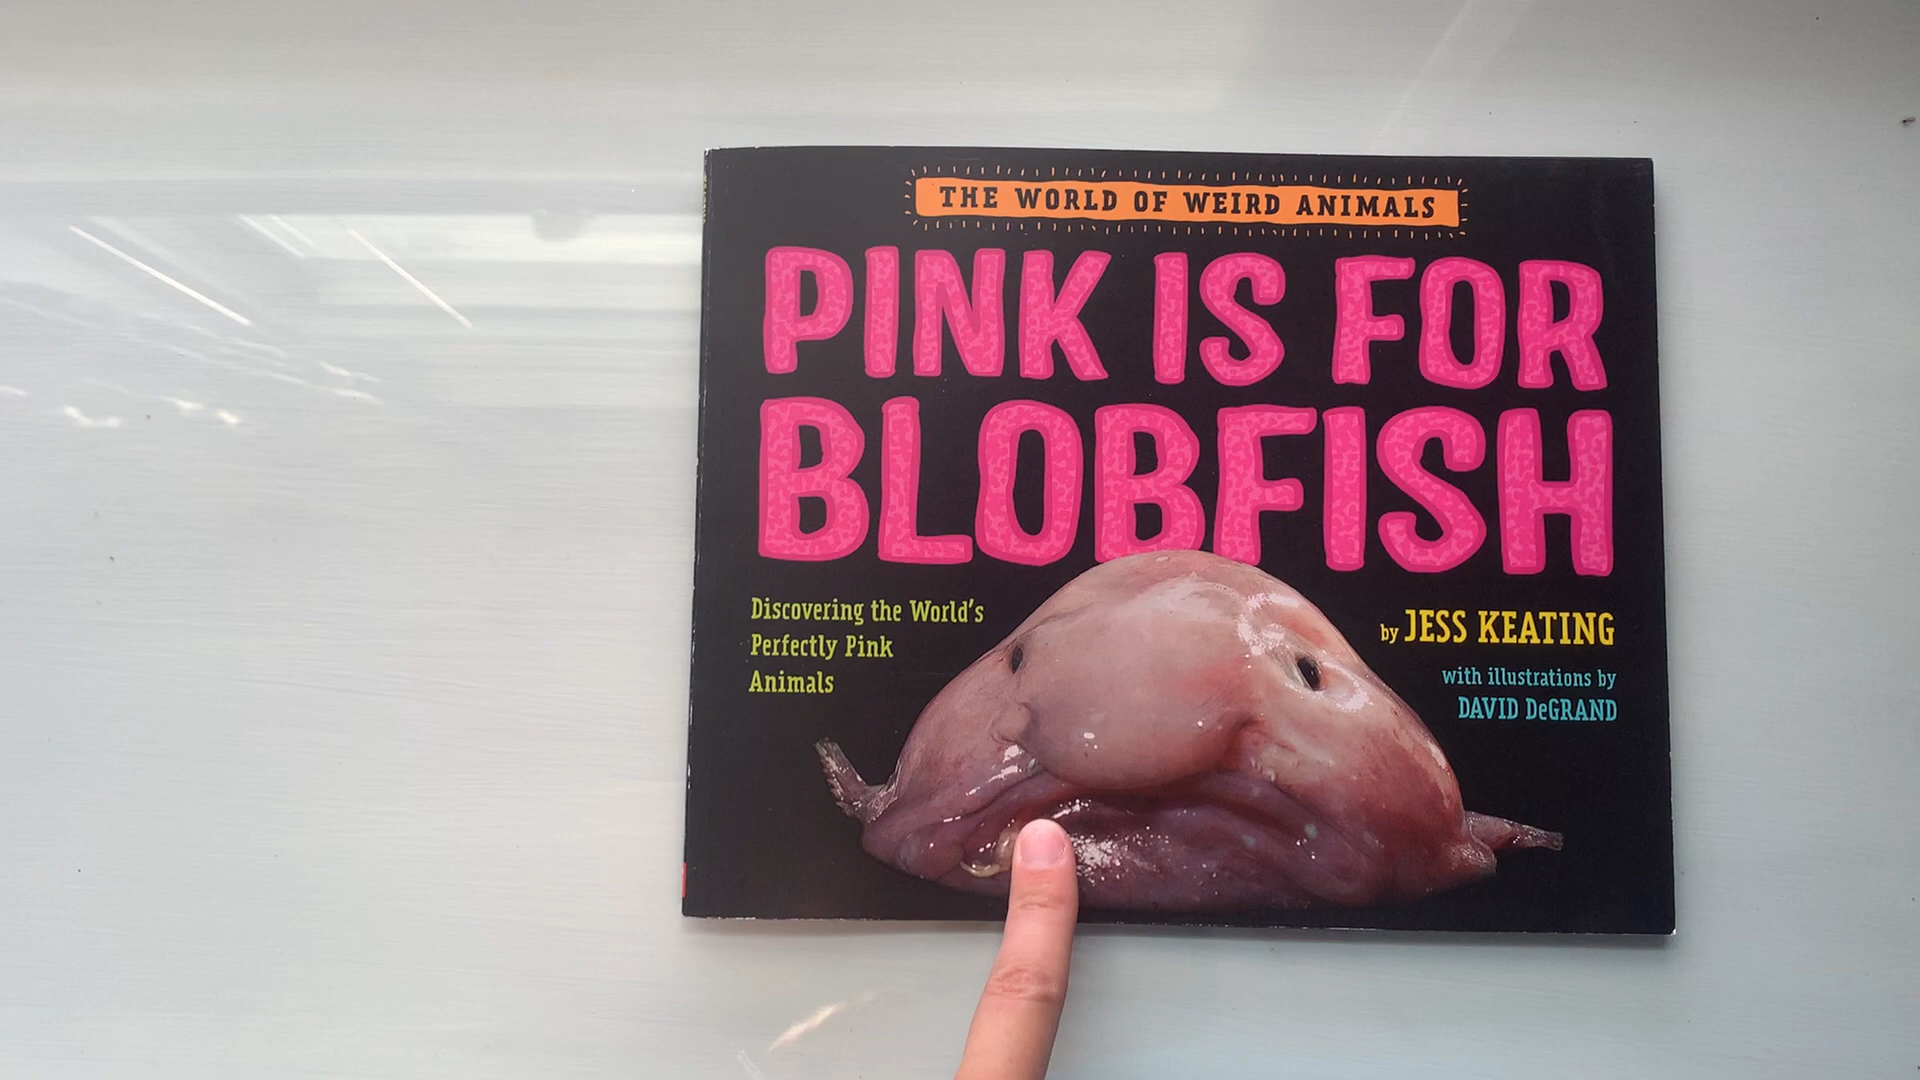 THE WORLD OF WEIRD ANIMALS
PINK IS FOR
BLOBFISH
Discovering the World's
Perfectly Pink
Animals
by JESS KEATING
with illustrations by
DAVID DeGRAND